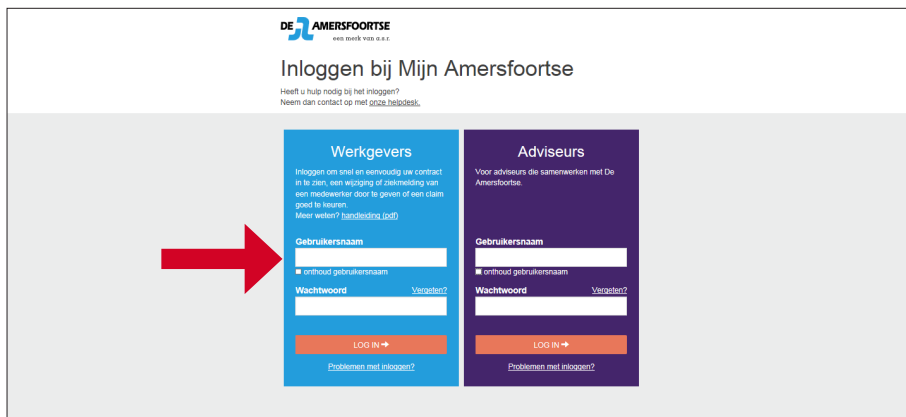 DE AMERSFOORTSE
een merk van a.s.r.
Inloggen bij Mijn Amersfoortse
Heeft u hulp nodig bij het inloggen?
Neem dan contact op met onze helpdesk.
Werkgevers
Inloggen om snel en eenvoudig uw contract
in te zien, een wijziging of ziekmelding van
een medewerker door te geven of een claim
goed te keuren.
Meer weten? handleiding (pdf)
Gebruikersnaam
onthoud gebruikersnaam
Wachtwoord Vergeten?
LOG IN
Problemen met inloggen?
Adviseurs
Voor adviseurs die samenwerken met De
Amersfoortse.
Gebruikersnaam
onthoud gebruikersnaam
Wachtwoord Vergeten?
LOG IN
Problemen met inloggen?